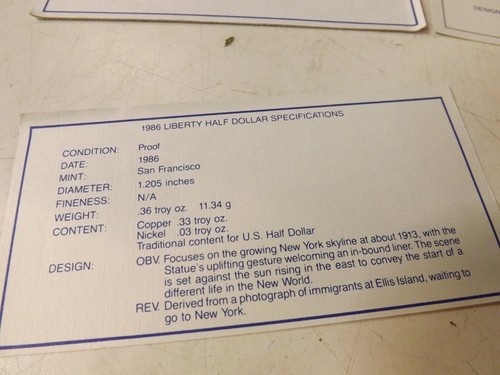 DESIGN
1986 LIBERTY HALF DOLLAR SPECIFICATIONS
CONDITION: Proof
DATE: 1986
MINT: San Francisco
DIAMETER: 1.205 inches
FINENESS: N/A
WEIGHT: .36 troy oz. 11.34 g
CONTENT: Copper .33 troy oz.
Nickel .03 troy oz.
Traditional content for U.S. Half Dollar
DESIGN: OBV. Focuses on the growing New York skyline at about 1913, with the
Statue's uplifting gesture welcoming an in-bound liner. The scene
is set against the sun rising in the east to convey the start of a
different life in the New World.
REV. Derived from a photograph of immigrants at Ellis Island, waiting to
go to New York.